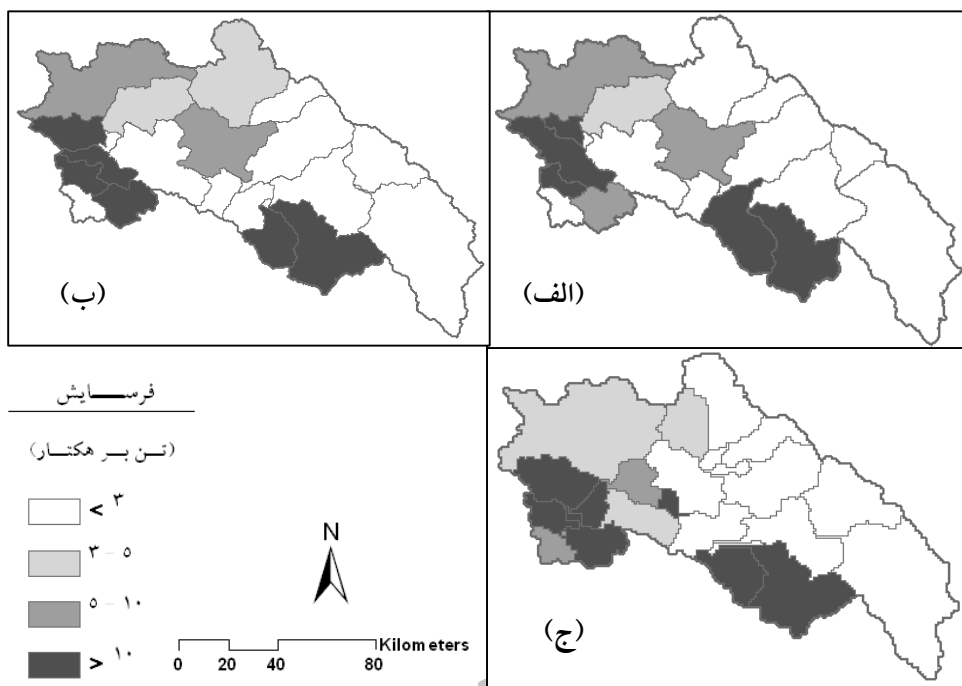 (الف)
(ب)
(ج)
فرسایش
(تن بر هکتار)
< ۳
۳ - ۵
۵ - ۱۰
> ۱۰
N
Kilometers
0 20 40 80